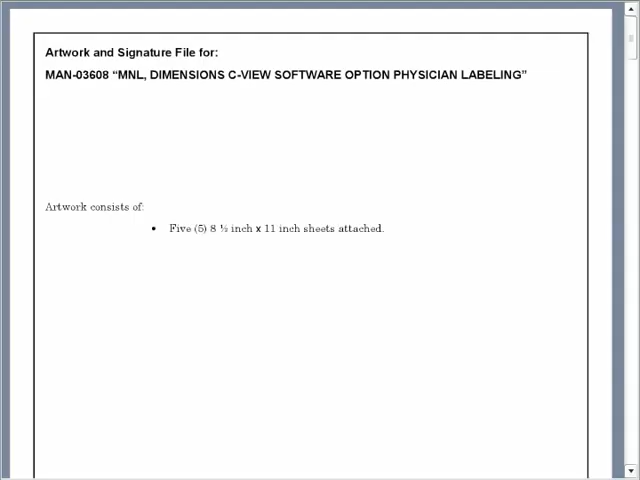 Artwork and Signature File for:
MAN-03608 “MNL, DIMENSIONS C-VIEW SOFTWARE OPTION PHYSICIAN LABELING”
Artwork consists of:
• Five (5) 8 ½ inch x 11 inch sheets attached.